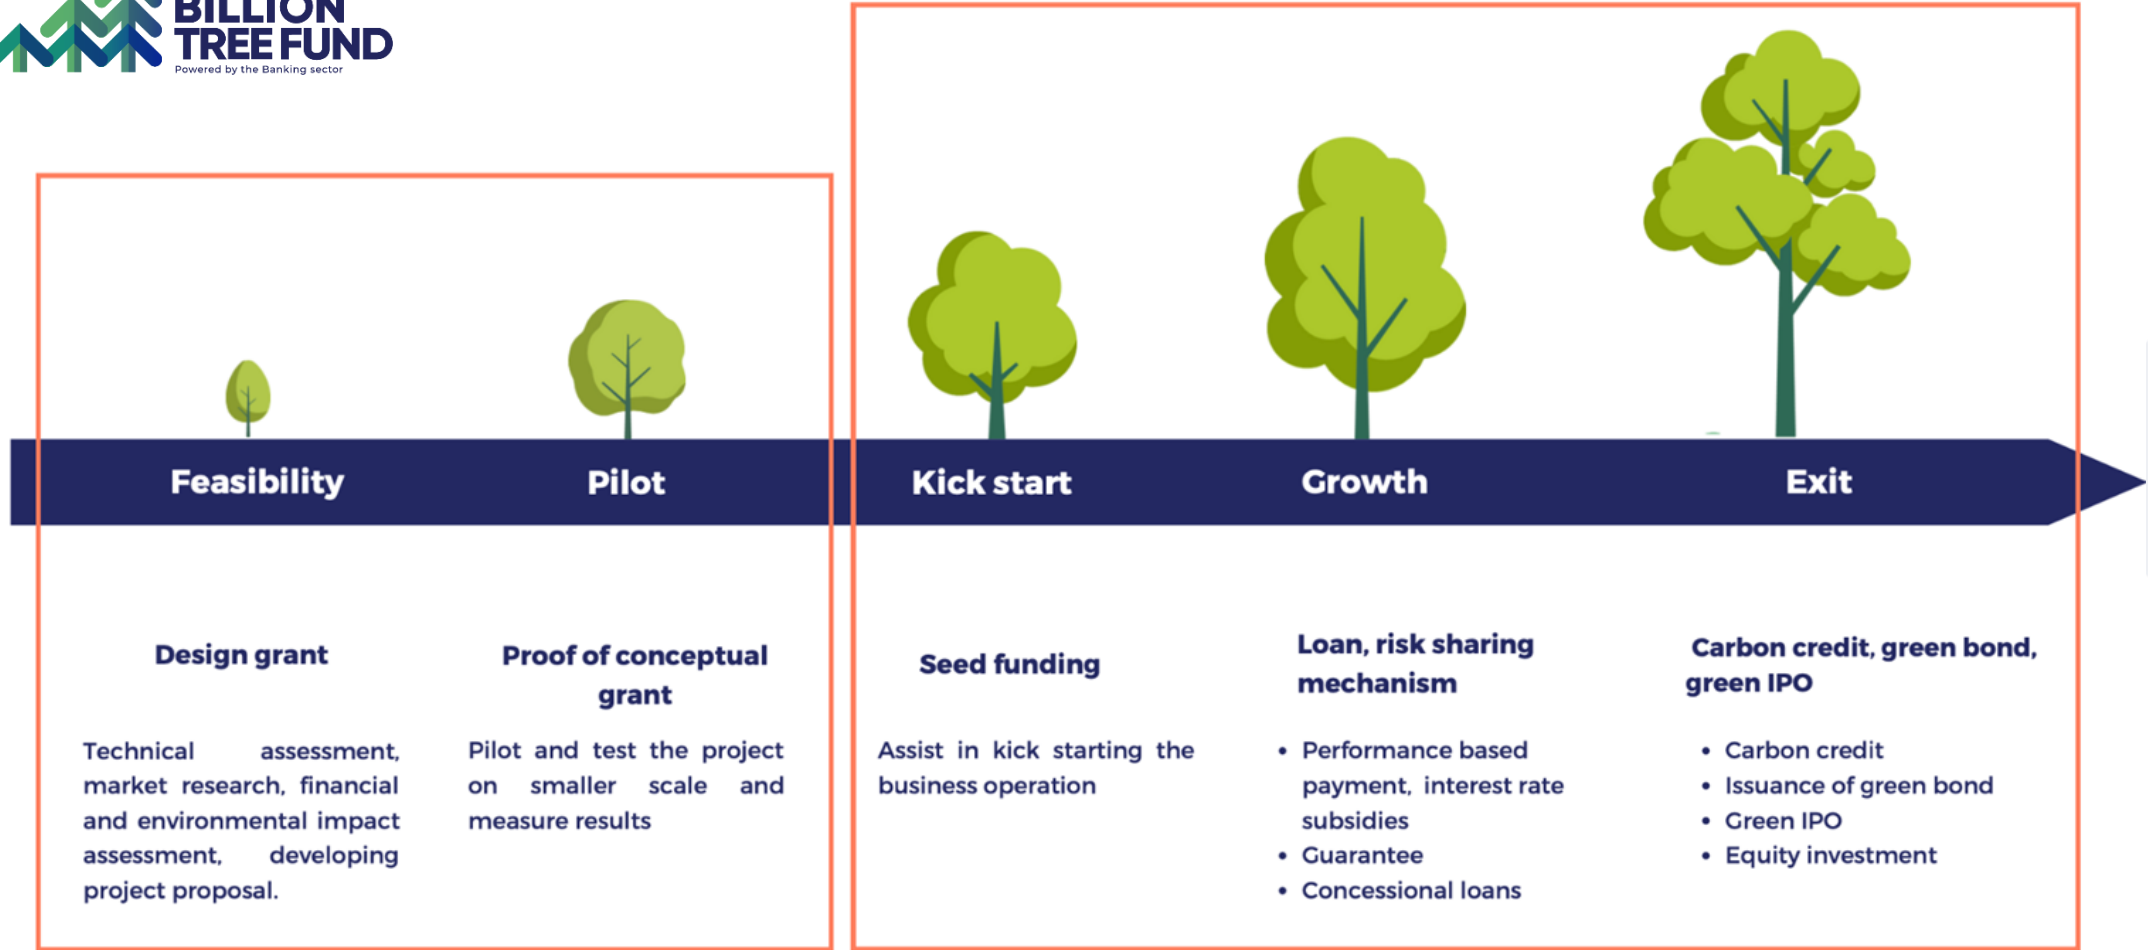 BILLION
TREE FUND
Powered by the Banking sector
Feasibility
Pilot
Kick start
Growth
Exit
Design grant
Technical assessment,
market research, financial
and environmental impact
assessment, developing
project proposal.
Proof of conceptual
grant
Pilot and test the project
on smaller scale and
measure results
Seed funding
Assist in kick starting the
business operation
Loan, risk sharing
mechanism
• Performance based
payment, interest rate
subsidies
• Guarantee
• Concessional loans
Carbon credit, green bond,
green IPO
• Carbon credit
• Issuance of green bond
• Green IPO
• Equity investment